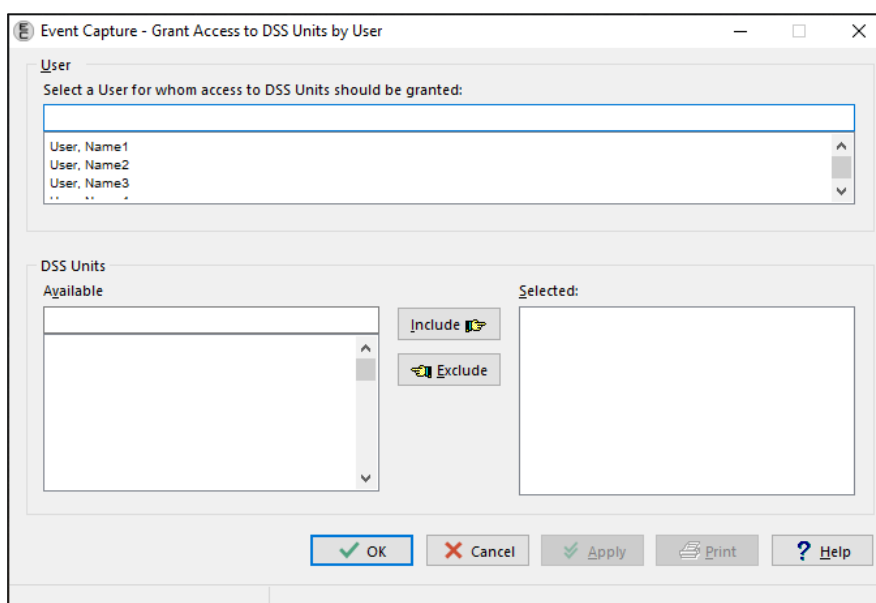 Event Capture - Grant Access to DSS Units by User
User
Select a User for whom access to DSS Units should be granted:
User, Name1
User, Name2
User, Name3
DSS Units
Available
Selected:
Include
Exclude
OK
Cancel
Apply
Print
Help